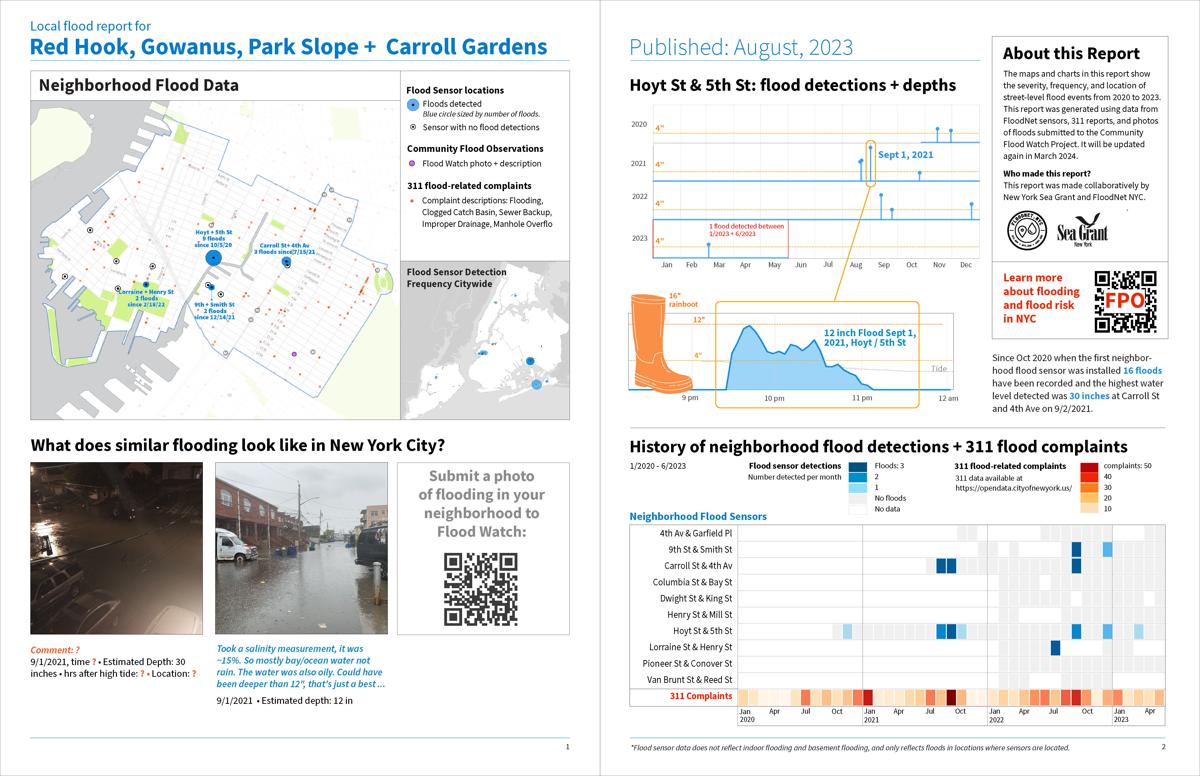 Local flood report for
Red Hook, Gowanus, Park Slope + Carroll Gardens
Neighborhood Flood Data
Flood Sensor locations
Floods detected
Blue circle sized by number of floods.
Sensor with no flood detections
Community Flood Observations
Flood Watch photo + description
311 flood-related complaints
Complaint descriptions: Flooding,
Clogged Catch Basin, Sewer Backup,
Improper Drainage, Manhole Overflo
Hoyt + 5th St
9 floods
since 10/5/20
Carroll St+ 4th Av
3 floods since7/15/21
Lorraine + Henry St
2 floods
since 2/18/22
9th + Smith St
2 floods
since 12/14/21
Flood Sensor Detection
Frequency Citywide
What does similar flooding look like in New York City?
Submit a photo
of flooding in your
neighborhood to
Flood Watch:
Comment: ?
9/1/2021, time ? • Estimated Depth: 30
inches • hrs after high tide: ? • Location: ?
Took a salinity measurement, it was
~15%. So mostly bay/ocean water not
rain. The water was also oily. Could have
been deeper than 12", that's just a best ...
9/1/2021 • Estimated depth: 12 in
1
Published: August, 2023
Hoyt St & 5th St: flood detections + depths
2020
4"
2021
4"
Sept 1, 2021
2022
4"
2023
4"
1 flood detected between
1/2023 + 6/2023
Jan Feb Mar Apr May Jun Jul Aug Sep Oct Nov Dec
16"
rainboot
12"
4"
12 inch Flood Sept 1,
2021, Hoyt / 5th St
Tide
9 pm 10 pm 11 pm 12 am
About this Report
The maps and charts in this report show
the severity, frequency, and location of
street-level flood events from 2020 to 2023.
This report was generated using data from
FloodNet sensors, 311 reports, and photos
of floods submitted to the Community
Flood Watch Project. It will be updated
again in March 2024.
Who made this report?
This report was made collaboratively by
New York Sea Grant and FloodNet NYC.
FLOODNET NYC
Sea Grant
New York
Learn more
about flooding
and flood risk
in NYC
FPO
Since Oct 2020 when the first neighbor-
hood flood sensor was installed 16 floods
have been recorded and the highest water
level detected was 30 inches at Carroll St
and 4th Ave on 9/2/2021.
History of neighborhood flood detections + 311 flood complaints
1/2020 - 6/2023
Flood sensor detections
Number detected per month
Floods: 3
2
1
No floods
No data
311 flood-related complaints
311 data available at
https://opendata.cityofnewyork.us/
complaints: 50
40
30
20
10
Neighborhood Flood Sensors
4th Av & Garfield Pl
9th St & Smith St
Carroll St & 4th Av
Columbia St & Bay St
Dwight St & King St
Henry St & Mill St
Hoyt St & 5th St
Lorraine St & Henry St
Pioneer St & Conover St
Van Brunt St & Reed St
311 Complaints
Jan Apr Jul Oct Jan Apr Jul Oct Jan Apr Jul Oct Jan Apr
2020 2021 2022 2023
*Flood sensor data does not reflect indoor flooding and basement flooding, and only reflects floods in locations where sensors are located.
2